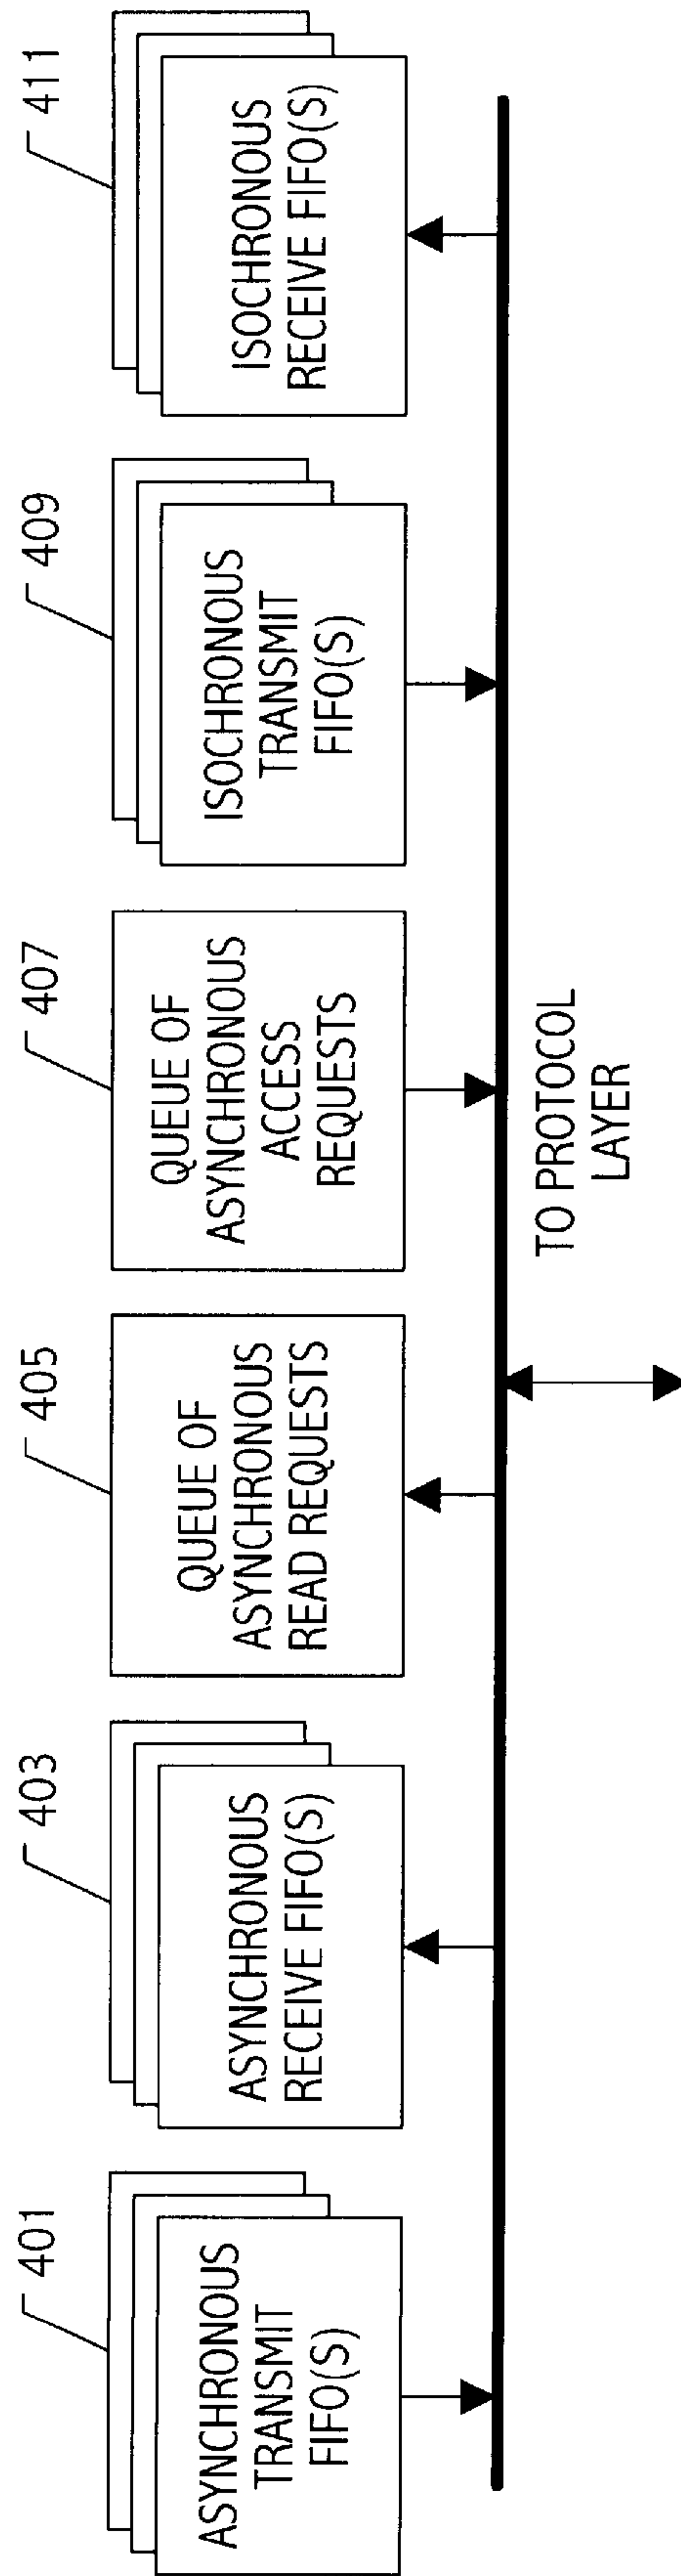 401
ASYNCHRONOUS
TRANSMIT
FIFO(S)
403
ASYNCHRONOUS
RECEIVE FIFO(S)
405
QUEUE OF
ASYNCHRONOUS
READ REQUESTS
407
QUEUE OF
ASYNCHRONOUS
ACCESS
REQUESTS
409
ISOCHRONOUS
TRANSMIT
FIFO(S)
411
ISOCHRONOUS
RECEIVE FIFO(S)
TO PROTOCOL
LAYER